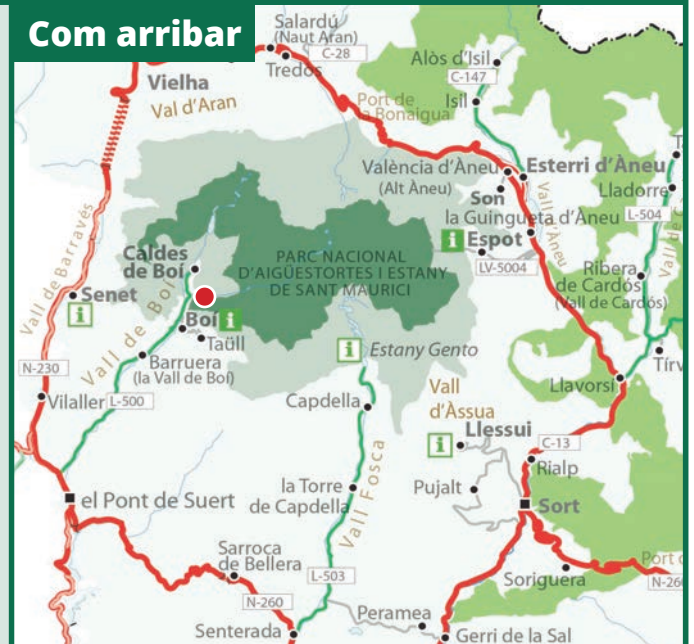 Com arribar
Salardú
(Naut Aran)
C-28
Tredos
Vielha
Val d'Aran
Alòs d'Isil
C-147
Isil
Port de
la Bonaigua
València d'Àneu
(Alt Àneu)
Esterri d'Àneu
Son
Lladorre
la Guingueta d'Àneu
Vall d'Àneu
L-504
i Espot
LV-5004
Ribera
de Cardós
(Vall de Cardós)
Caldes
de Boí
PARC NACIONAL
D'AIGÜESTORTES I ESTANY
DE SANT MAURICI
Vall de Barravés
Senet
i
Vall de Boí
Boí i
Taüll
Barruera
(la Vall de Boí)
i Estany Gento
N-230
Vilaller
L-500
Capdella
Vall
d'Àssua
Llavorsí
i Llessui
C-13
Rialp
Pujalt
Sort
el Pont de Suert
la Torre
de Capdella
Vall Fosca
Sarroca
de Bellera
L-503
N-260
Senterada
Peramea
Soriguera
Port d
N-26
Gerri de la Sal